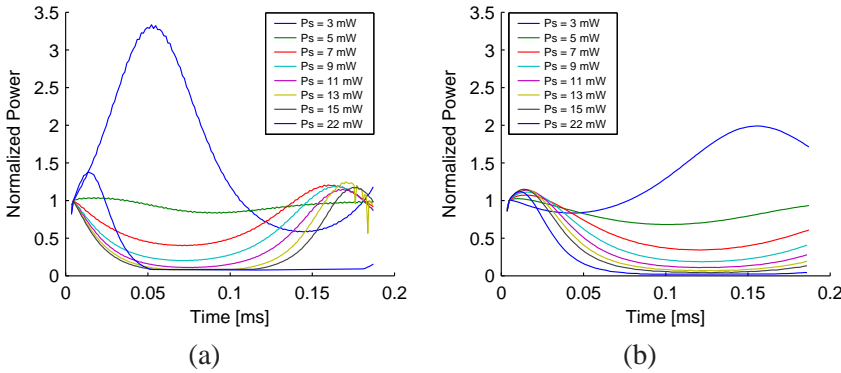 4
3.5
3
2.5
2
1.5
1
0.5
0
Normalized Power
0
0.05
0.1
0.15
0.2
Time [ms]
Ps = 3 mW
Ps = 5 mW
Ps = 7 mW
Ps = 9 mW
Ps = 11 mW
Ps = 13 mW
Ps = 15 mW
Ps = 22 mW
(a)
4
3.5
3
2.5
2
1.5
1
0.5
0
Normalized Power
0
0.05
0.1
0.15
0.2
Time [ms]
Ps = 3 mW
Ps = 5 mW
Ps = 7 mW
Ps = 9 mW
Ps = 11 mW
Ps = 13 mW
Ps = 15 mW
Ps = 22 mW
(b)